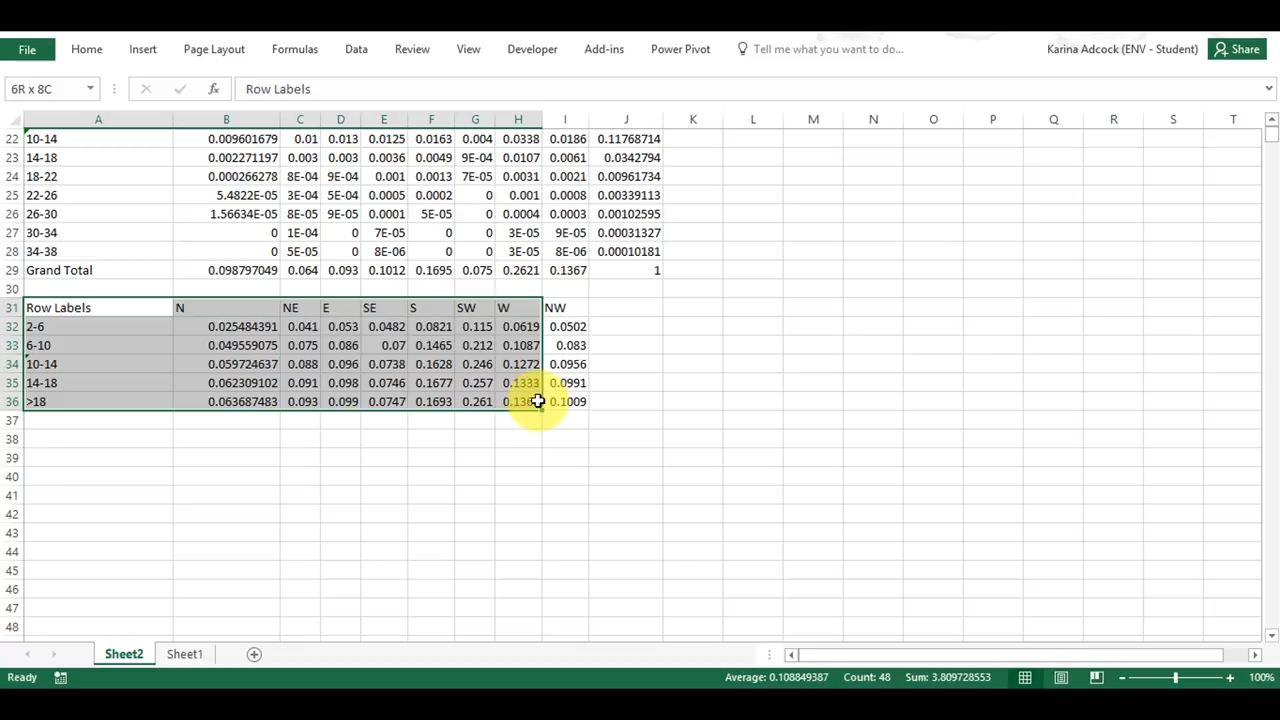 File Home Insert Page Layout Formulas Data Review View Developer Add-ins Power Pivot Tell me what you want to do... Karina Adcock (ENV - Student) Share
6R x 8C fx Row Labels
A B C D E F G H I J K L M N O P Q R S T
22 10-14 0.009601679 0.01 0.013 0.0125 0.0163 0.004 0.0338 0.0186 0.11768714
23 14-18 0.002271197 0.003 0.003 0.0036 0.0049 9E-04 0.0107 0.0061 0.0342794
24 18-22 0.000266278 8E-04 9E-04 0.001 0.0013 7E-05 0.0031 0.0021 0.00961734
25 22-26 5.4822E-05 3E-04 5E-04 0.0005 0.0002 0 0.001 0.0008 0.00339113
26 26-30 1.56634E-05 8E-05 9E-05 0.0001 5E-05 0 0.0004 0.0003 0.00102595
27 30-34 0 1E-04 0 7E-05 0 0 3E-05 9E-05 0.00031327
28 34-38 0 5E-05 0 8E-06 0 0 3E-05 8E-06 0.00010181
29 Grand Total 0.098797049 0.064 0.093 0.1012 0.1695 0.075 0.2621 0.1367 1
30
31 Row Labels N NE E SE S SW W NW
32 2-6 0.025484391 0.041 0.053 0.0482 0.0821 0.115 0.0619 0.0502
33 6-10 0.049559075 0.075 0.086 0.07 0.1465 0.212 0.1087 0.083
34 10-14 0.059724637 0.088 0.096 0.0738 0.1628 0.246 0.1272 0.0956
35 14-18 0.062309102 0.091 0.098 0.0746 0.1677 0.257 0.1333 0.0991
36 >18 0.063687483 0.093 0.099 0.0747 0.1693 0.261 0.1009
37
38
39
40
41
42
43
44
45
46
47
48
Sheet2 Sheet1
Ready Average: 0.108849387 Count: 48 Sum: 3.809728553 100%